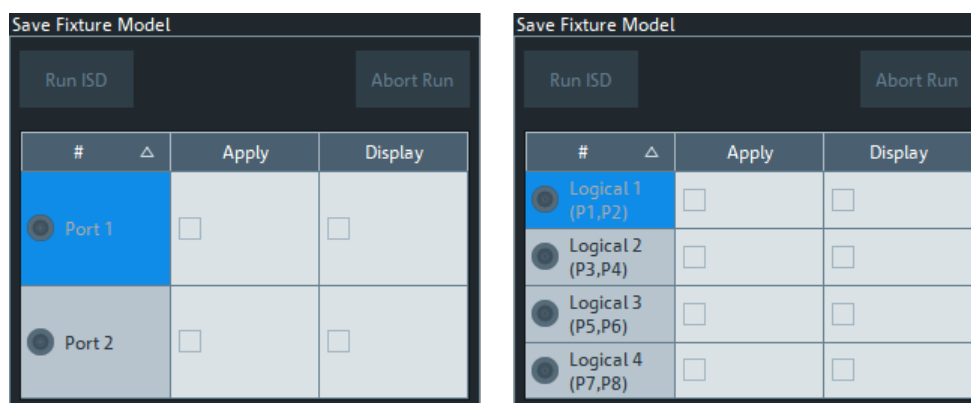 Save Fixture Model
Run ISD Abort Run
# Apply Display
Port 1
Port 2
Save Fixture Model
Run ISD Abort Run
# Apply Display
Logical 1
(P1,P2)
Logical 2
(P3,P4)
Logical 3
(P5,P6)
Logical 4
(P7,P8)